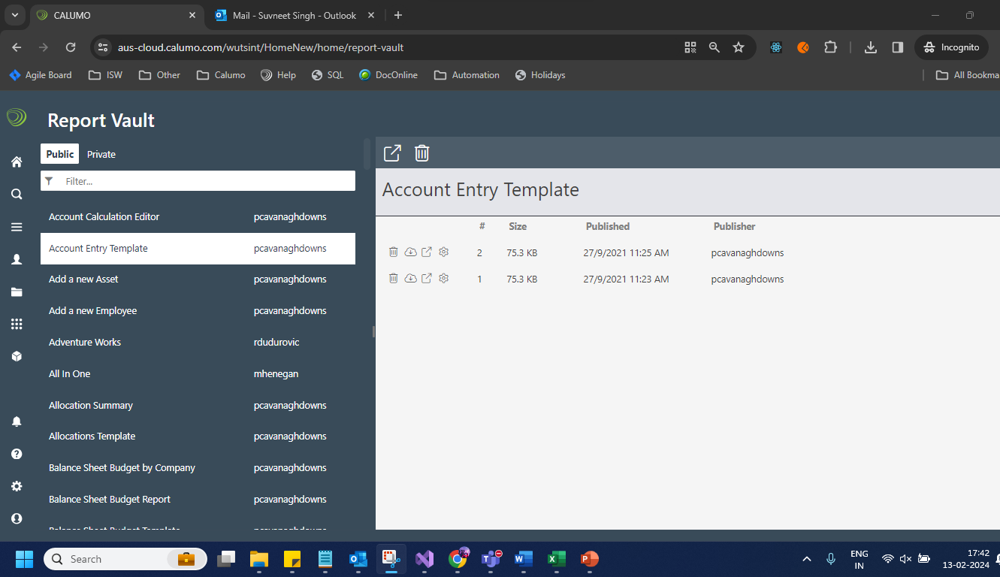 CALUMO
Mail - Suvneet Singh - Outlook
aus-cloud.calumo.com/wutsint/HomeNew/home/report-vault
Incognito
Agile Board ISW Other Calumo Help SQL DocOnline Automation Holidays All Bookma
Report Vault
Public Private
Filter...
Account Calculation Editor pcavanaghdowns
Account Entry Template pcavanaghdowns
Add a new Asset pcavanaghdowns
Add a new Employee pcavanaghdowns
Adventure Works rdudurovic
All In One mhenegan
Allocation Summary pcavanaghdowns
Allocations Template pcavanaghdowns
Balance Sheet Budget by Company pcavanaghdowns
Balance Sheet Budget Report pcavanaghdowns
Balance Sheet Budget Template pcavanaghdowns
Account Entry Template
# Size Published Publisher
2 75.3 KB 27/9/2021 11:25 AM pcavanaghdowns
1 75.3 KB 27/9/2021 11:23 AM pcavanaghdowns
Search
ENG
IN
17:42
13-02-2024